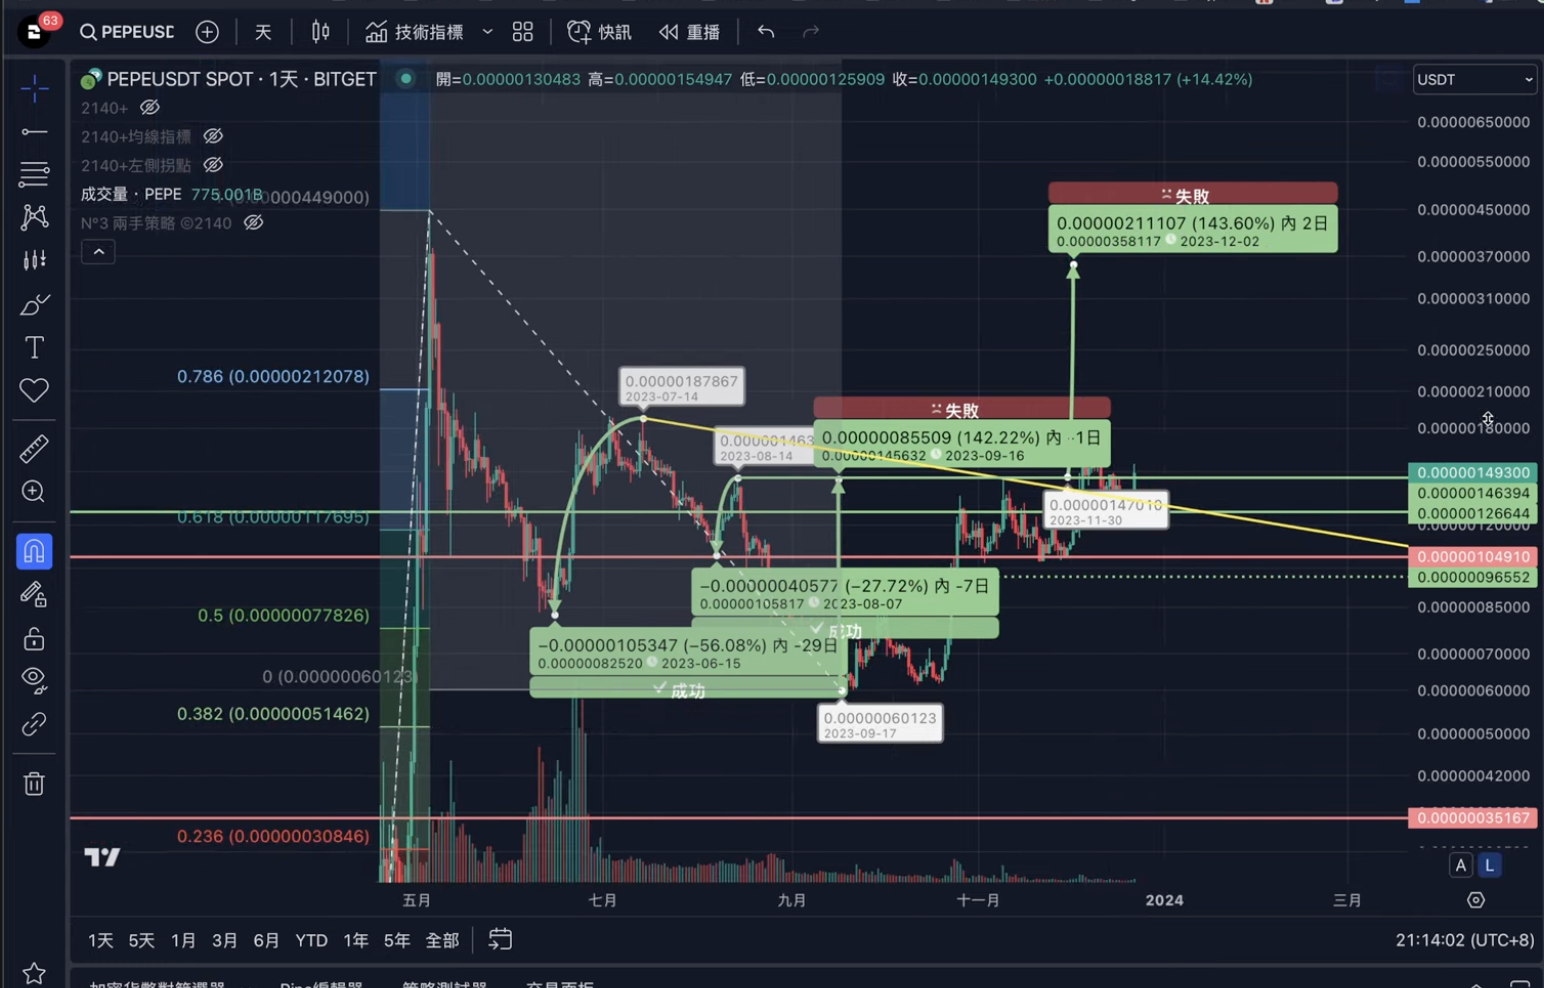 63
PEPEUSD
天
技術指標
快訊
重播
PEPEUSDT SPOT · 1天 · BITGET
開=0.00000130483 高=0.00000154947 低=0.00000125909 收=0.00000149300 +0.00000018817 (+14.42%)
USDT
2140+
2140+均線指標
2140+左側拐點
成交量 · PEPE 775.001B
00000449000)
N°3 兩手策略 ©2140
0.00000650000
0.00000550000
0.00000450000
0.00000370000
0.00000310000
0.00000250000
0.00000210000
0.00000180000
0.00000149300
0.00000146394
0.00000126644
0.00000120000
0.00000104910
0.00000096552
0.00000085000
0.00000070000
0.00000060000
0.00000050000
0.00000042000
0.00000035167
失敗
0.00000211107 (143.60%) 內 2日
0.00000358117 2023-12-02
0.786 (0.00000212078)
0.00000187867
2023-07-14
失敗
0.00000085509 (142.22%) 內 -1日
0.00000145632 2023-09-16
0.0000001463
2023-08-14
0.00000147010
2023-11-30
0.618 (0.00000117695)
−0.00000040577 (−27.72%) 內 -7日
0.00000105817 2023-08-07
成功
0.5 (0.00000077826)
−0.00000105347 (−56.08%) 內 -29日
0.00000082520 2023-06-15
成功
0 (0.00000060123)
0.382 (0.00000051462)
0.00000060123
2023-09-17
0.236 (0.00000030846)
A L
五月 七月 九月 十一月 2024 三月
1天 5天 1月 3月 6月 YTD 1年 5年 全部
21:14:02 (UTC+8)
加密貨幣對篩選器 Pine編輯器 策略測試器 交易面板